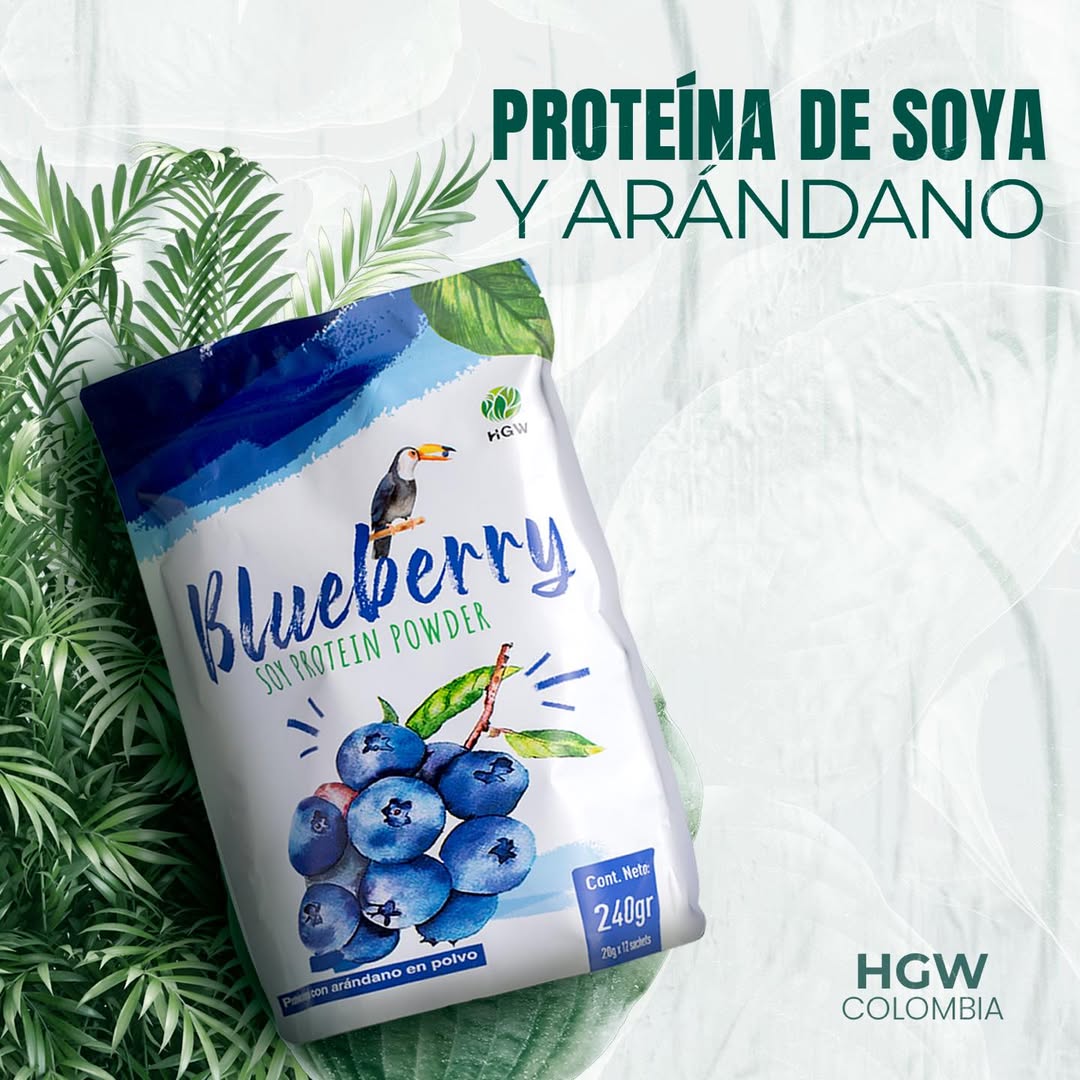 PROTEÍNA DE SOYA
Y ARÁNDANO
HGW
Blueberry
SOY PROTEIN POWDER
Cont. Neto:
240gr
20g x 12 sachets
con arándano en polvo
HGW
COLOMBIA